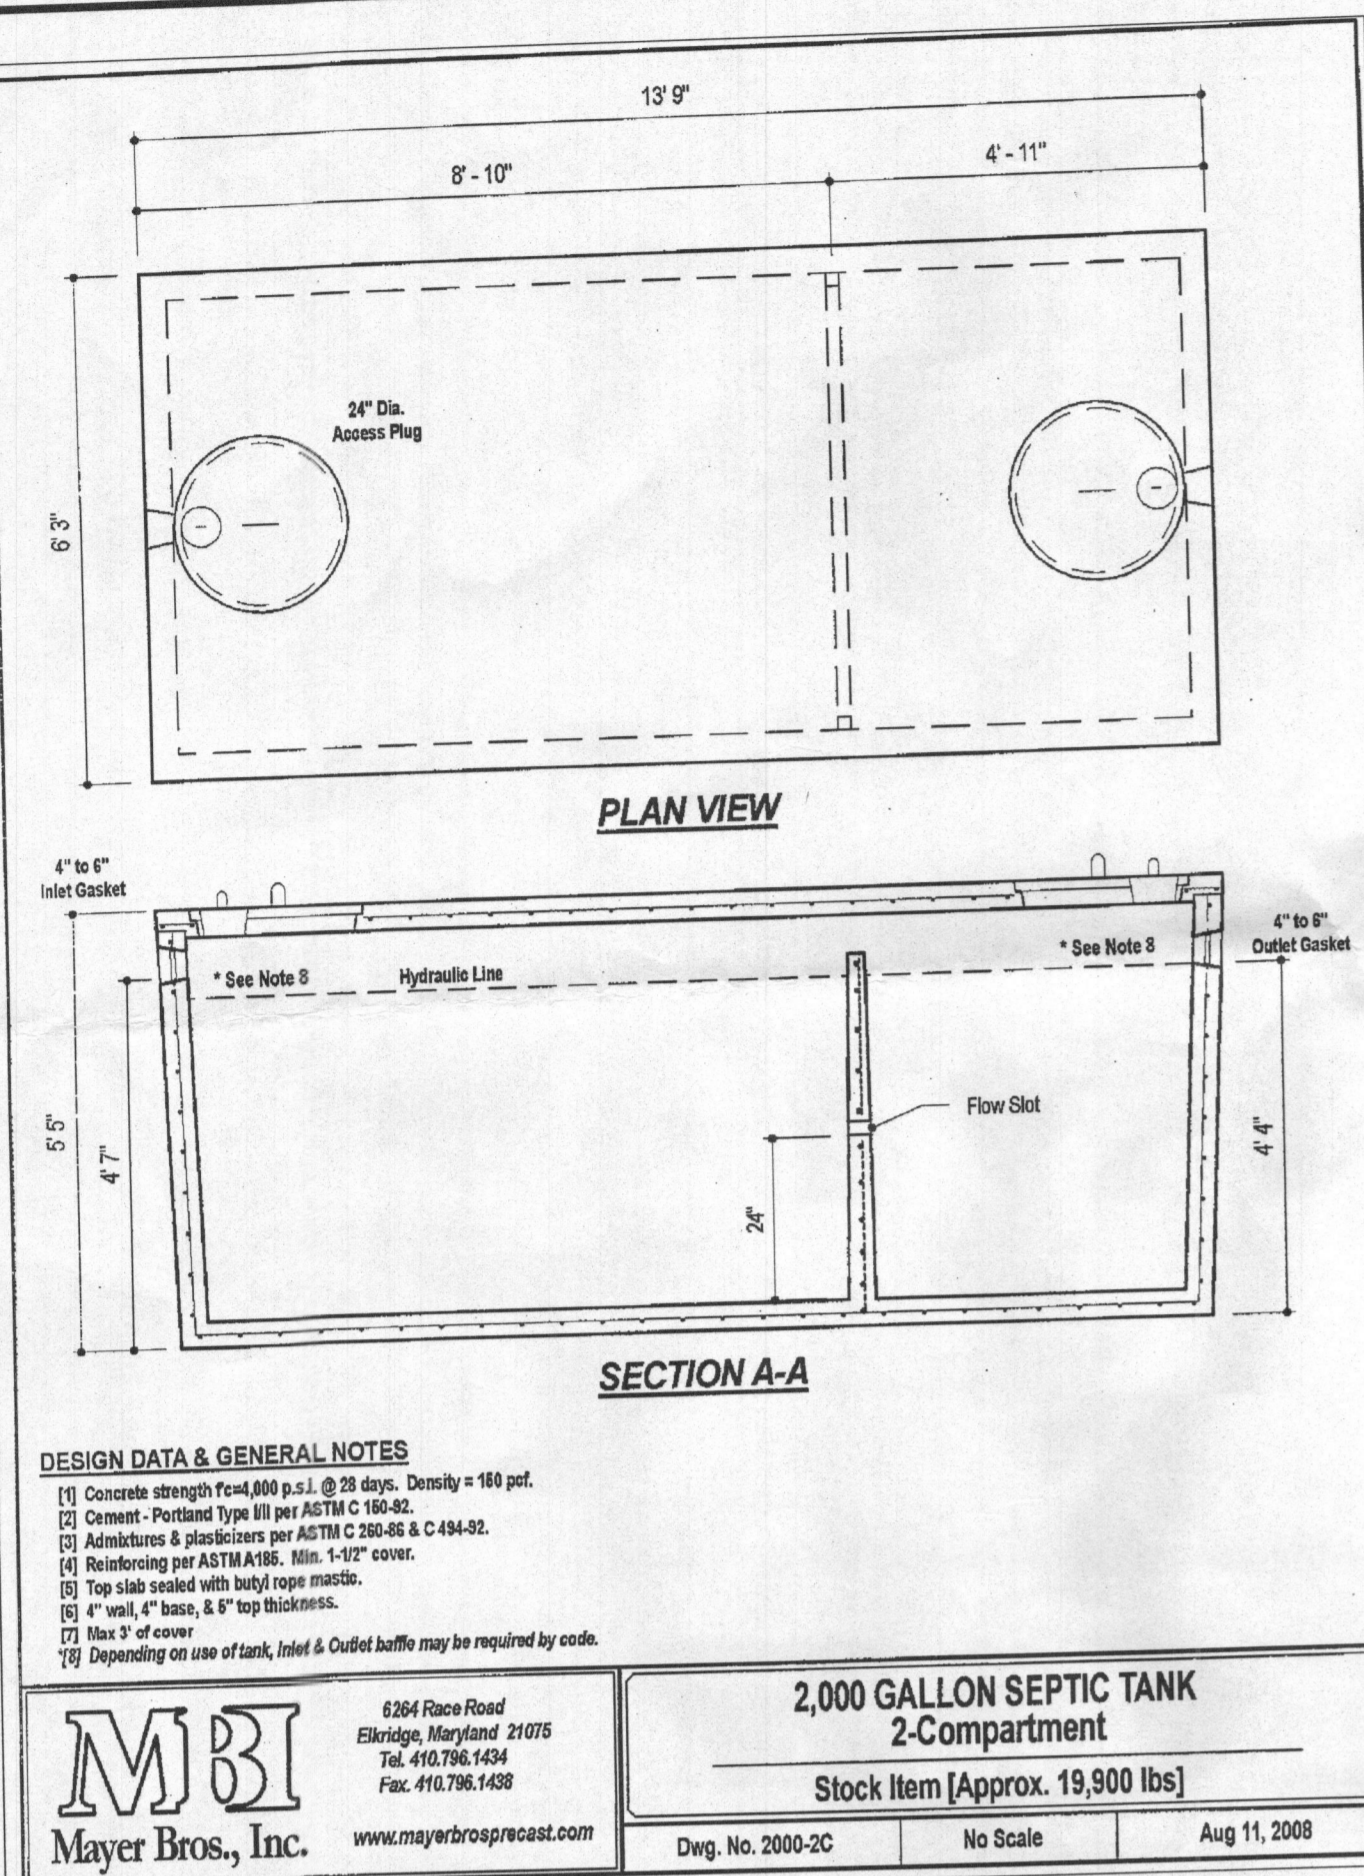 13' 9"
8' - 10"
4' - 11"
6' 3"
24" Dia.
Access Plug
PLAN VIEW
4" to 6"
Inlet Gasket
4" to 6"
Outlet Gasket
* See Note 8
Hydraulic Line
* See Note 8
5' 5"
4' 7"
Flow Slot
24"
4' 4"
SECTION A-A
DESIGN DATA & GENERAL NOTES
[1] Concrete strength f'c=4,000 p.s.i. @ 28 days. Density = 150 pcf.
[2] Cement - Portland Type I/II per ASTM C 150-92.
[3] Admixtures & plasticizers per ASTM C 260-86 & C 494-92.
[4] Reinforcing per ASTM A185. Min. 1-1/2" cover.
[5] Top slab sealed with butyl rope mastic.
[6] 4" wall, 4" base, & 5" top thickness.
[7] Max 3' of cover
*[8] Depending on use of tank, Inlet & Outlet baffle may be required by code.
MBI
Mayer Bros., Inc.
6264 Race Road
Elkridge, Maryland 21075
Tel. 410.796.1434
Fax. 410.796.1438
www.mayerbrosprecast.com
2,000 GALLON SEPTIC TANK
2-Compartment
Stock Item [Approx. 19,900 lbs]
Dwg. No. 2000-2C
No Scale
Aug 11, 2008